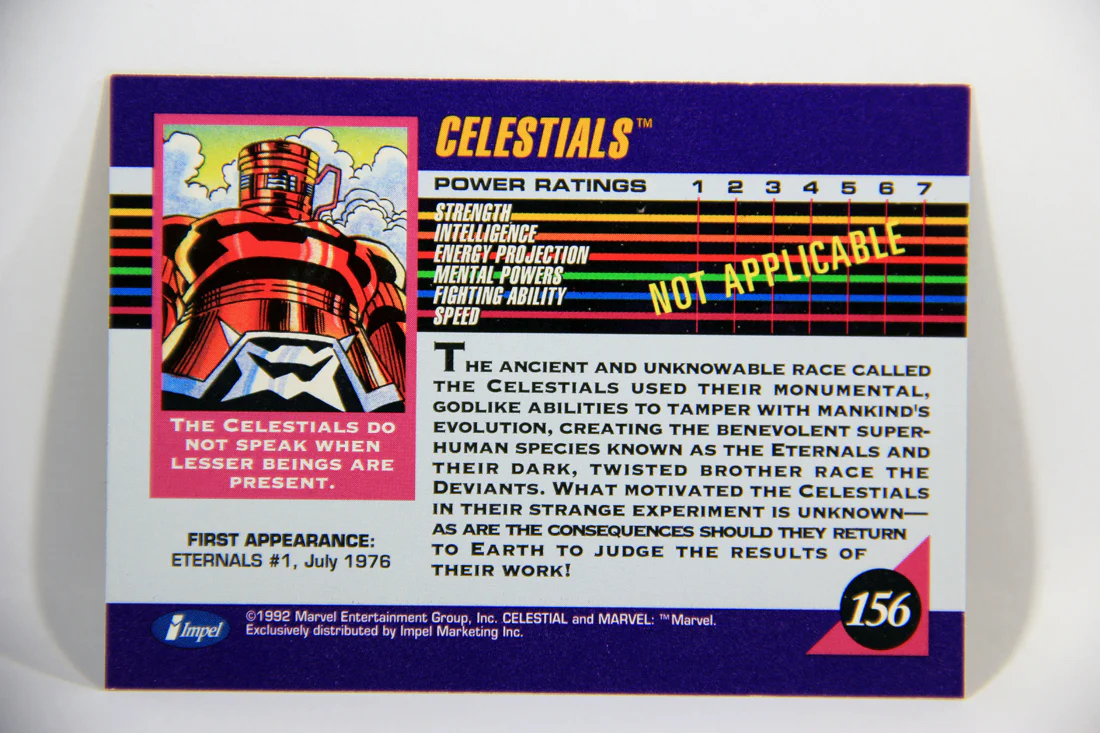 CELESTIALS™
POWER RATINGS 1 2 3 4 5 6 7
STRENGTH
INTELLIGENCE
ENERGY PROJECTION
MENTAL POWERS
FIGHTING ABILITY
SPEED
NOT APPLICABLE
THE CELESTIALS DO
NOT SPEAK WHEN
LESSER BEINGS ARE
PRESENT.
FIRST APPEARANCE:
ETERNALS #1, July 1976
THE ANCIENT AND UNKNOWABLE RACE CALLED
THE CELESTIALS USED THEIR MONUMENTAL,
GODLIKE ABILITIES TO TAMPER WITH MANKIND'S
EVOLUTION, CREATING THE BENEVOLENT SUPER-
HUMAN SPECIES KNOWN AS THE ETERNALS AND
THEIR DARK, TWISTED BROTHER RACE THE
DEVIANTS. WHAT MOTIVATED THE CELESTIALS
IN THEIR STRANGE EXPERIMENT IS UNKNOWN—
AS ARE THE CONSEQUENCES SHOULD THEY RETURN
TO EARTH TO JUDGE THE RESULTS OF
THEIR WORK!
156
Impel
©1992 Marvel Entertainment Group, Inc. CELESTIAL and MARVEL: ™Marvel.
Exclusively distributed by Impel Marketing Inc.